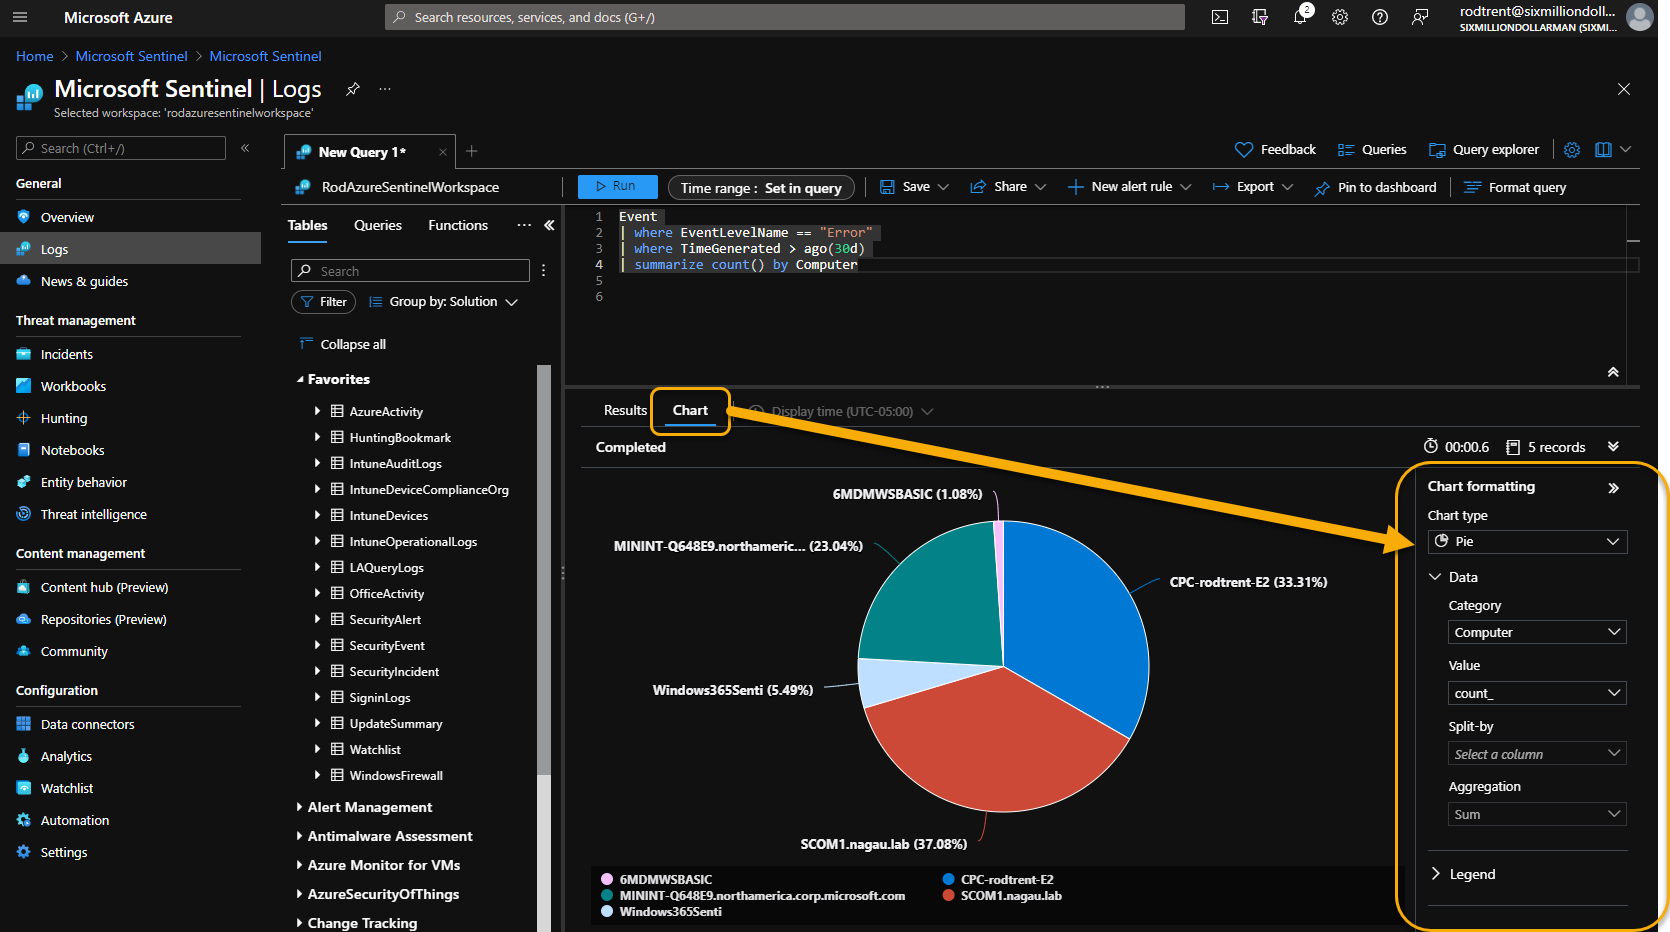 Microsoft Azure
Search resources, services, and docs (G+/)
2
rodtrent@sixmilliondoll...
SIXMILLIONDOLLARMAN (SIXMI...
Home > Microsoft Sentinel > Microsoft Sentinel
Microsoft Sentinel | Logs
Selected workspace: 'rodazuresentinelworkspace'
Search (Ctrl+/)
General
Overview
Logs
News & guides
Threat management
Incidents
Workbooks
Hunting
Notebooks
Entity behavior
Threat intelligence
Content management
Content hub (Preview)
Repositories (Preview)
Community
Configuration
Data connectors
Analytics
Watchlist
Automation
Settings
New Query 1*
Feedback
Queries
Query explorer
RodAzureSentinelWorkspace
Run
Time range : Set in query
Save
Share
New alert rule
Export
Pin to dashboard
Format query
Tables
Queries
Functions
Search
Filter
Group by: Solution
Collapse all
Favorites
AzureActivity
HuntingBookmark
IntuneAuditLogs
IntuneDeviceComplianceOrg
IntuneDevices
IntuneOperationalLogs
LAQueryLogs
OfficeActivity
SecurityAlert
SecurityEvent
SecurityIncident
SigninLogs
UpdateSummary
Watchlist
WindowsFirewall
Alert Management
Antimalware Assessment
Azure Monitor for VMs
AzureSecurityOfThings
Change Tracking
1 Event
2 | where EventLevelName == "Error"
3 | where TimeGenerated > ago(30d)
4 | summarize count() by Computer
5
6
Results
Chart
Display time (UTC-05:00)
Completed
00:00.6
5 records
6MDMWSBASIC (1.08%)
MININT-Q648E9.northameric... (23.04%)
CPC-rodtrent-E2 (33.31%)
Windows365Senti (5.49%)
SCOM1.nagau.lab (37.08%)
6MDMWSBASIC
CPC-rodtrent-E2
MININT-Q648E9.northamerica.corp.microsoft.com
SCOM1.nagau.lab
Windows365Senti
Chart formatting
Chart type
Pie
Data
Category
Computer
Value
count_
Split-by
Select a column
Aggregation
Sum
Legend